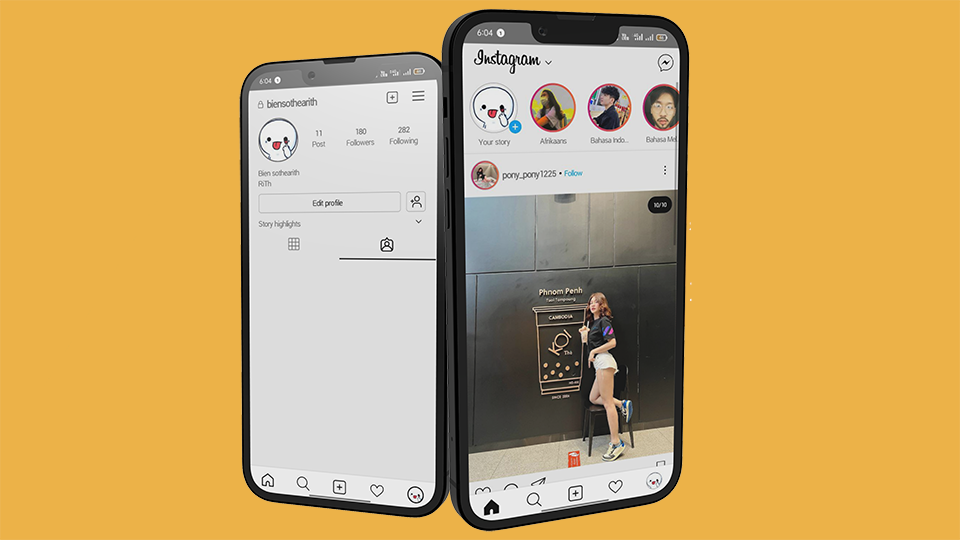 6:04
biensothearith
11
180
282
Post
Followers
Following
Bien sothearith
RiTh
Edit profile
Story highlights
6:04
Instagram
Your story
Afrikaans
Bahasa Indo...
Bahasa Mel
pony_pony1225 • Follow
10/10
Phnom Penh
CAMBODIA
KOI
Thé
SINCE 2006